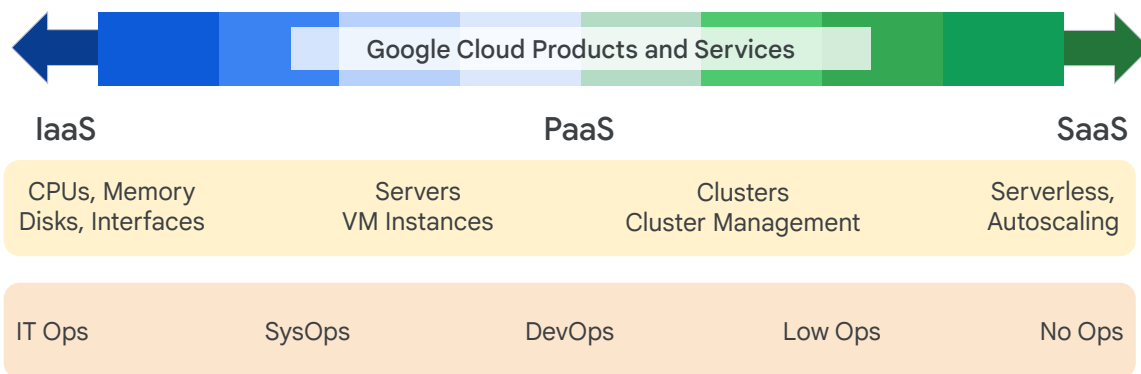 Google Cloud Products and Services
IaaS
PaaS
SaaS
CPUs, Memory
Disks, Interfaces
Servers
VM Instances
Clusters
Cluster Management
Serverless,
Autoscaling
IT Ops
SysOps
DevOps
Low Ops
No Ops